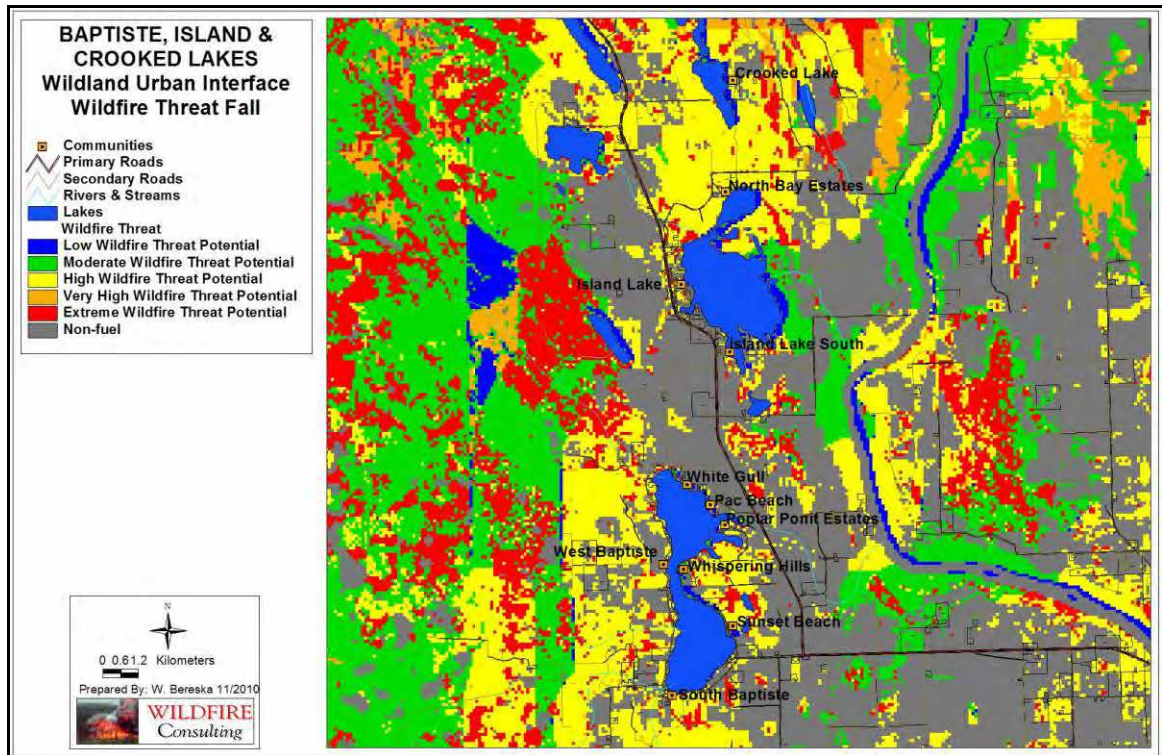 BAPTISTE, ISLAND &
CROOKED LAKES
Wildland Urban Interface
Wildfire Threat Fall
Communities
Primary Roads
Secondary Roads
Rivers & Streams
Lakes
Wildfire Threat
Low Wildfire Threat Potential
Moderate Wildfire Threat Potential
High Wildfire Threat Potential
Very High Wildfire Threat Potential
Extreme Wildfire Threat Potential
Non-fuel
Crooked Lake
North Bay Estates
Island Lake
Island Lake South
White Gull
Pac Beach
Poplar Ponit Estates
West Baptiste
Whispering Hills
Sunset Beach
South Baptiste
N
0 0.61.2 Kilometers
Prepared By: W. Bereska 11/2010
WILDFIRE
Consulting